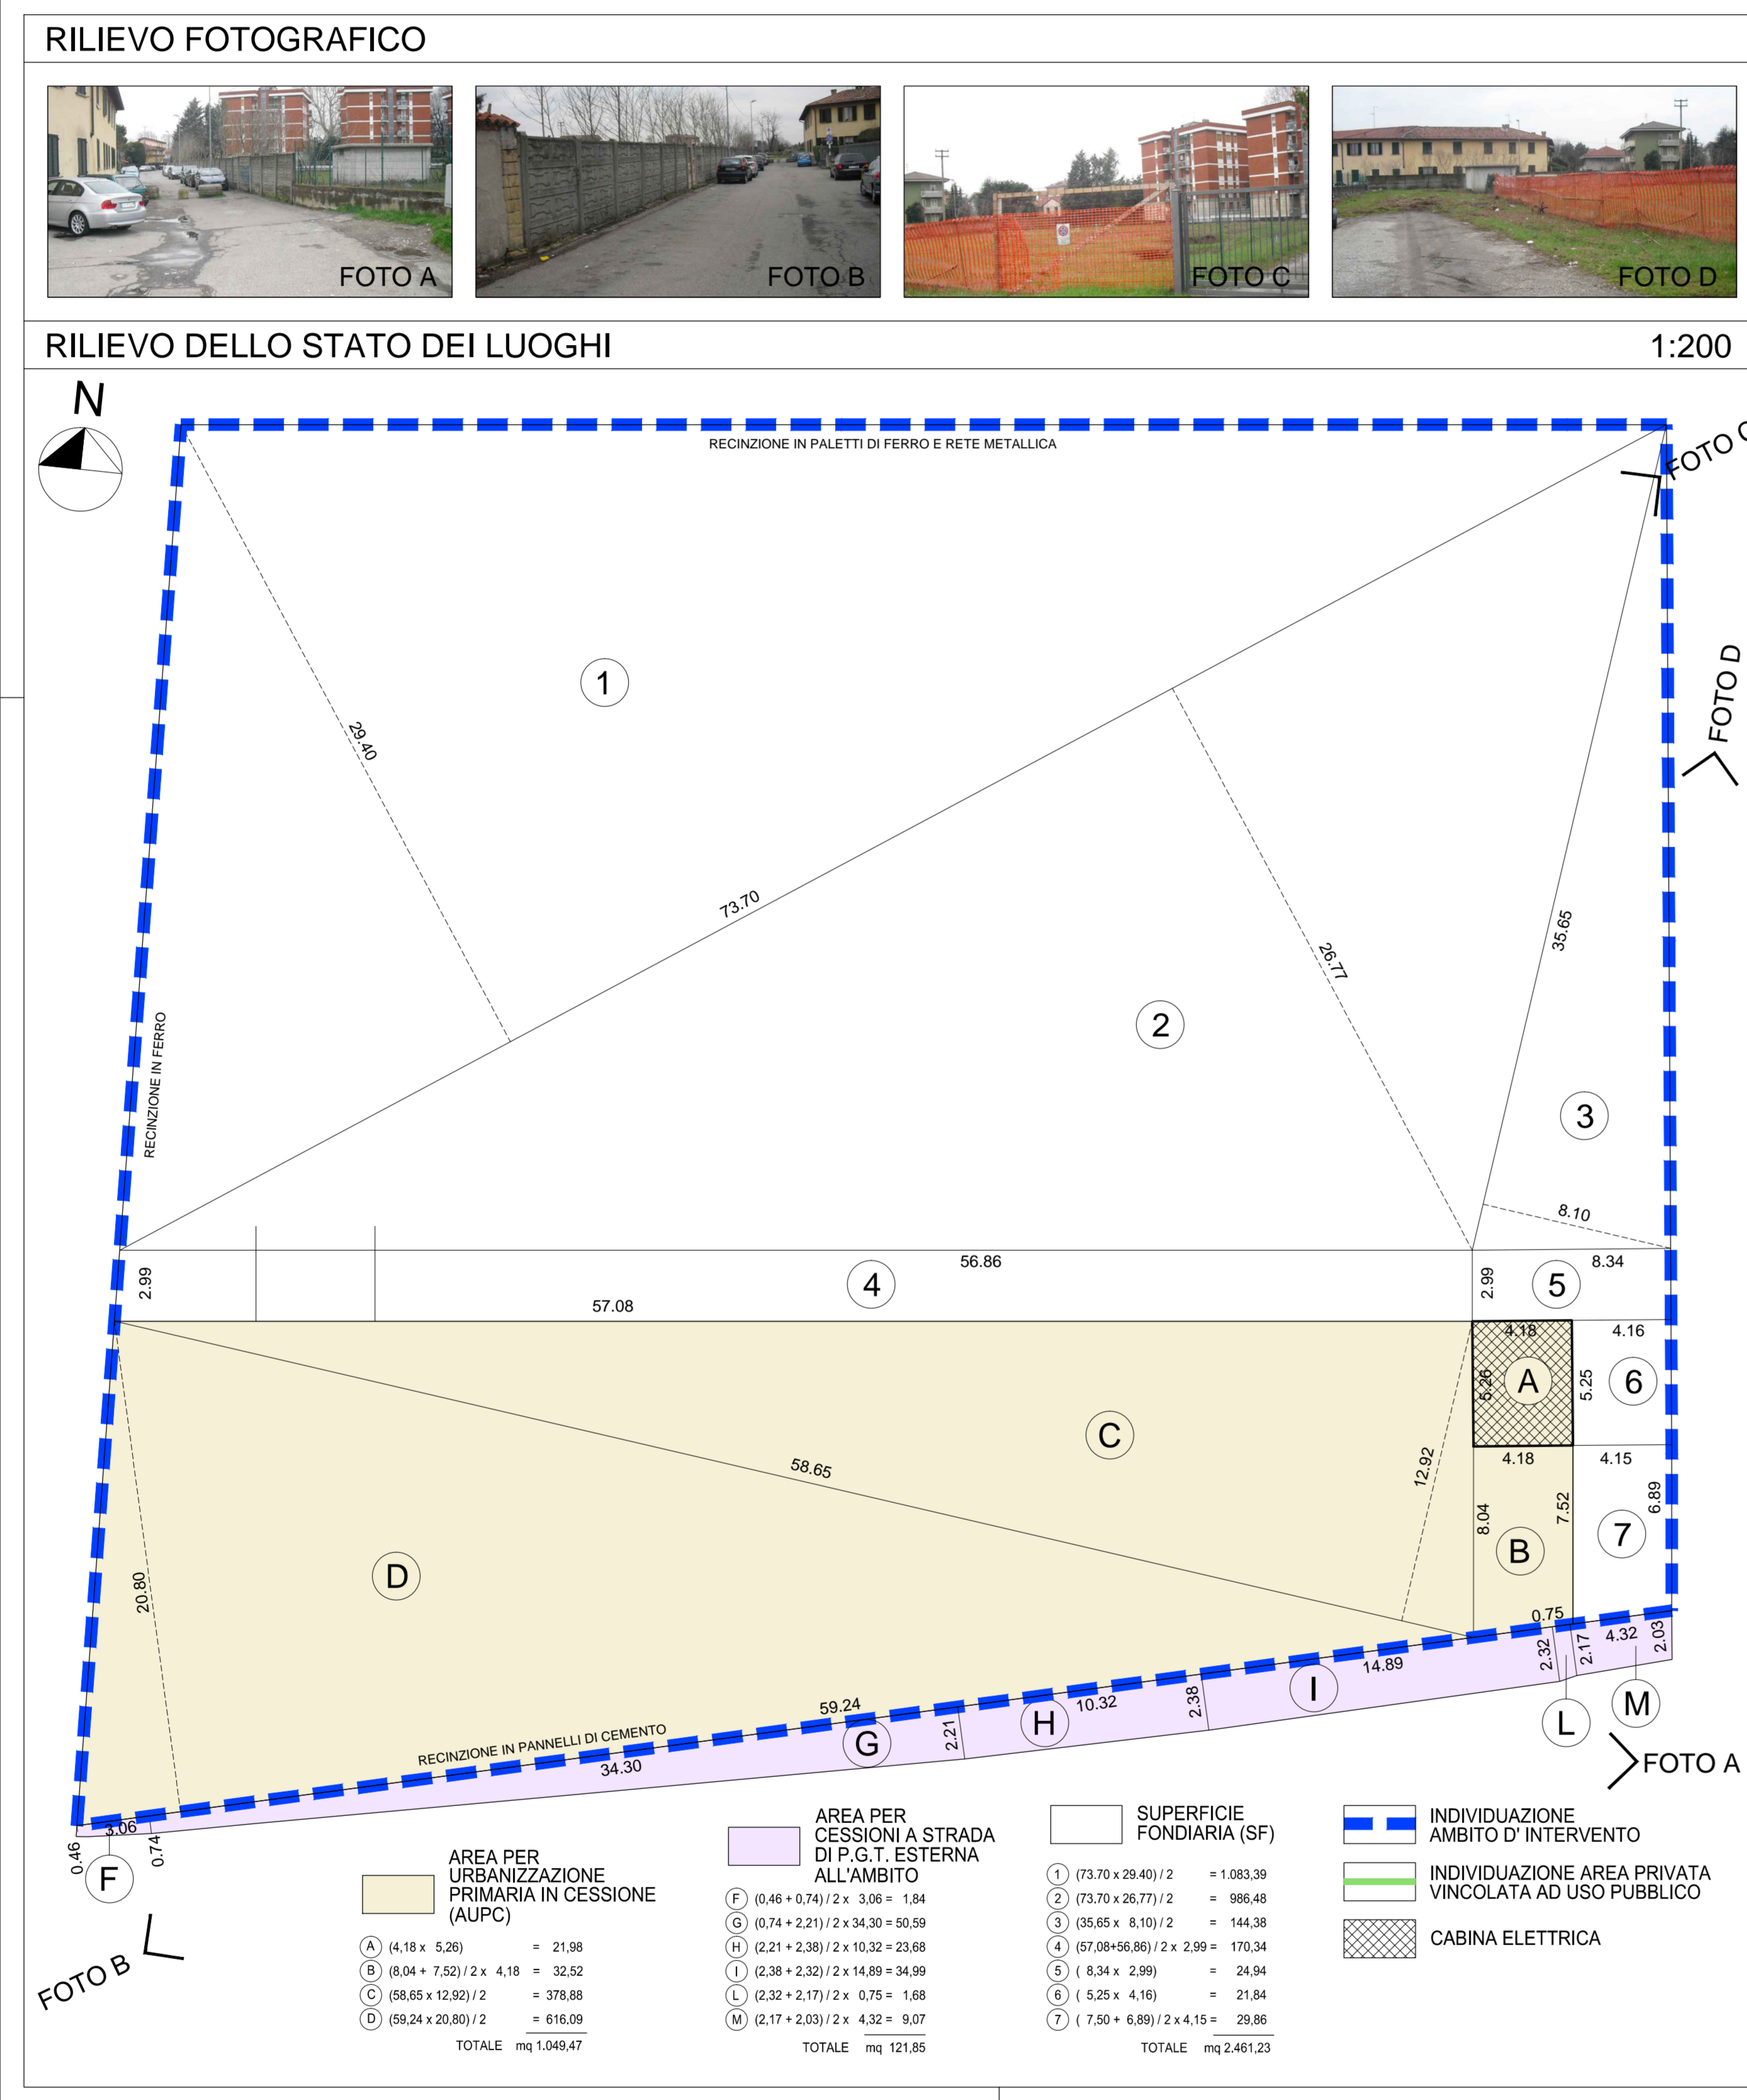 RILIEVO FOTOGRAFICO
FOTO A
FOTO B
FOTO C
FOTO D
RILIEVO DELLO STATO DEI LUOGHI
1:200
N
RECINZIONE IN PALETTI DI FERRO E RETE METALLICA
FOTO C
FOTO D
1
29.40
73.70
26.77
35.65
2
3
RECINZIONE IN FERRO
8.10
2.99
4
56.86
2.99
5
8.34
57.08
4.18
4.16
5.26
A
5.25
6
C
58.65
12.92
4.18
4.15
8.04
7.52
6.89
7
B
D
20.80
0.75
2.32
2.17
4.32
2.03
14.89
I
59.24
2.21
H
10.32
2.38
G
RECINZIONE IN PANNELLI DI CEMENTO
34.30
L
M
FOTO A
3.06
0.46
0.74
F
FOTO B
AREA PER
URBANIZZAZIONE
PRIMARIA IN CESSIONE
(AUPC)
A (4,18 x 5,26) = 21,98
B (8,04 + 7,52) / 2 x 4,18 = 32,52
C (58,65 x 12,92) / 2 = 378,88
D (59,24 x 20,80) / 2 = 616,09
TOTALE mq 1.049,47
AREA PER
CESSIONI A STRADA
DI P.G.T. ESTERNA
ALL'AMBITO
F (0,46 + 0,74) / 2 x 3,06 = 1,84
G (0,74 + 2,21) / 2 x 34,30 = 50,59
H (2,21 + 2,38) / 2 x 10,32 = 23,68
I (2,38 + 2,32) / 2 x 14,89 = 34,99
L (2,32 + 2,17) / 2 x 0,75 = 1,68
M (2,17 + 2,03) / 2 x 4,32 = 9,07
TOTALE mq 121,85
SUPERFICIE
FONDIARIA (SF)
1 (73.70 x 29.40) / 2 = 1.083,39
2 (73.70 x 26,77) / 2 = 986,48
3 (35,65 x 8,10) / 2 = 144,38
4 (57,08+56,86) / 2 x 2,99 = 170,34
5 ( 8,34 x 2,99) = 24,94
6 ( 5,25 x 4,16) = 21,84
7 ( 7,50 + 6,89) / 2 x 4,15 = 29,86
TOTALE mq 2.461,23
INDIVIDUAZIONE
AMBITO D' INTERVENTO
INDIVIDUAZIONE AREA PRIVATA
VINCOLATA AD USO PUBBLICO
CABINA ELETTRICA